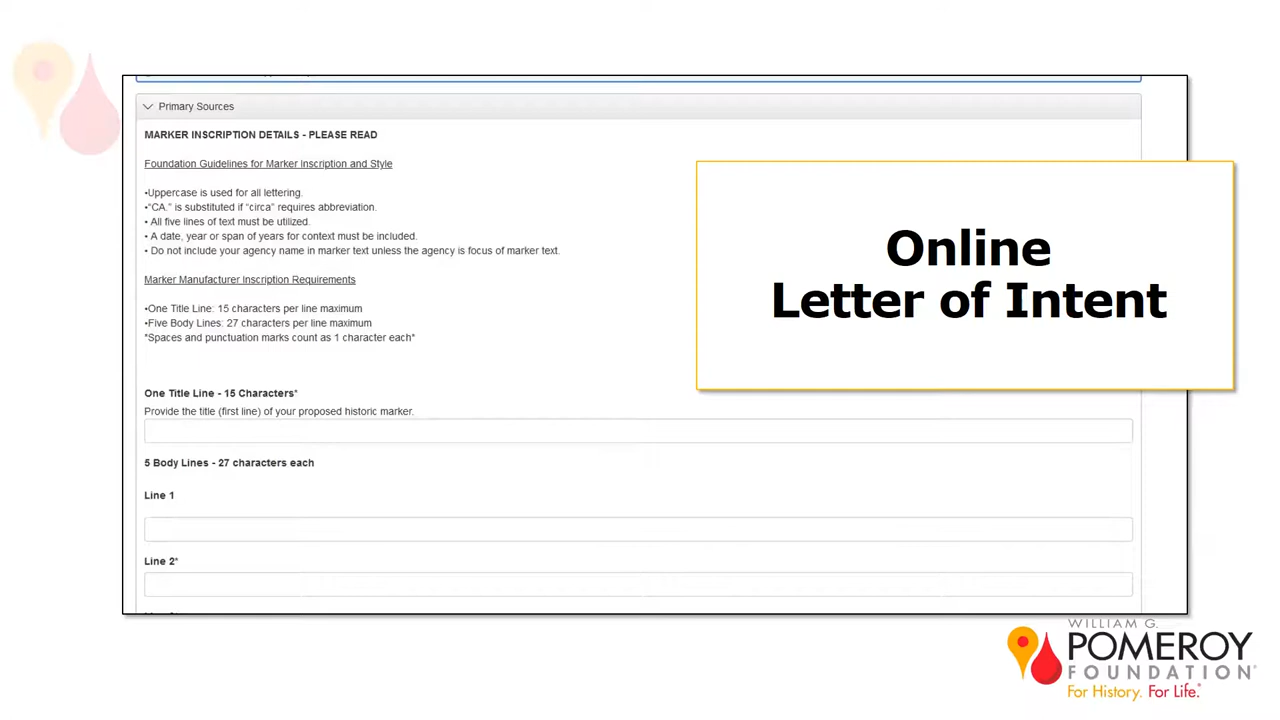 Primary Sources
MARKER INSCRIPTION DETAILS - PLEASE READ
Foundation Guidelines for Marker Inscription and Style
•Uppercase is used for all lettering.
•"CA." is substituted if "circa" requires abbreviation.
• All five lines of text must be utilized.
• A date, year or span of years for context must be included.
• Do not include your agency name in marker text unless the agency is focus of marker text.
Marker Manufacturer Inscription Requirements
•One Title Line: 15 characters per line maximum
•Five Body Lines: 27 characters per line maximum
*Spaces and punctuation marks count as 1 character each*
One Title Line - 15 Characters*
Provide the title (first line) of your proposed historic marker.
5 Body Lines - 27 characters each
Line 1
Line 2*
Online
Letter of Intent
WILLIAM G.
POMEROY
FOUNDATION®
For History. For Life.®